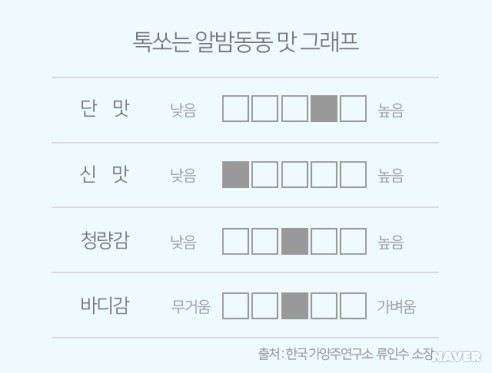 톡쏘는 알밤동동 맛 그래프
단 맛 낮음 높음
신 맛 낮음 높음
청량감 낮음 높음
바디감 무거움 가벼움
출처 : 한국가양주연구소 류인수 소장
NAVER